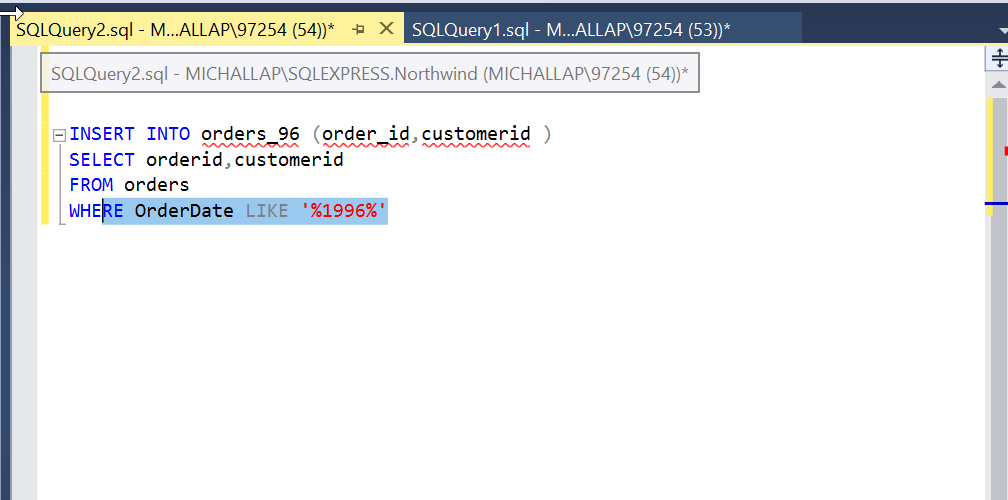 SQLQuery2.sql - M...ALLAP\97254 (54))* SQLQuery1.sql - M...ALLAP\97254 (53))*
SQLQuery2.sql - MICHALLAP\SQLEXPRESS.Northwind (MICHALLAP\97254 (54))*
INSERT INTO orders_96 (order_id,customerid )
SELECT orderid,customerid
FROM orders
WHERE OrderDate LIKE '%1996%'